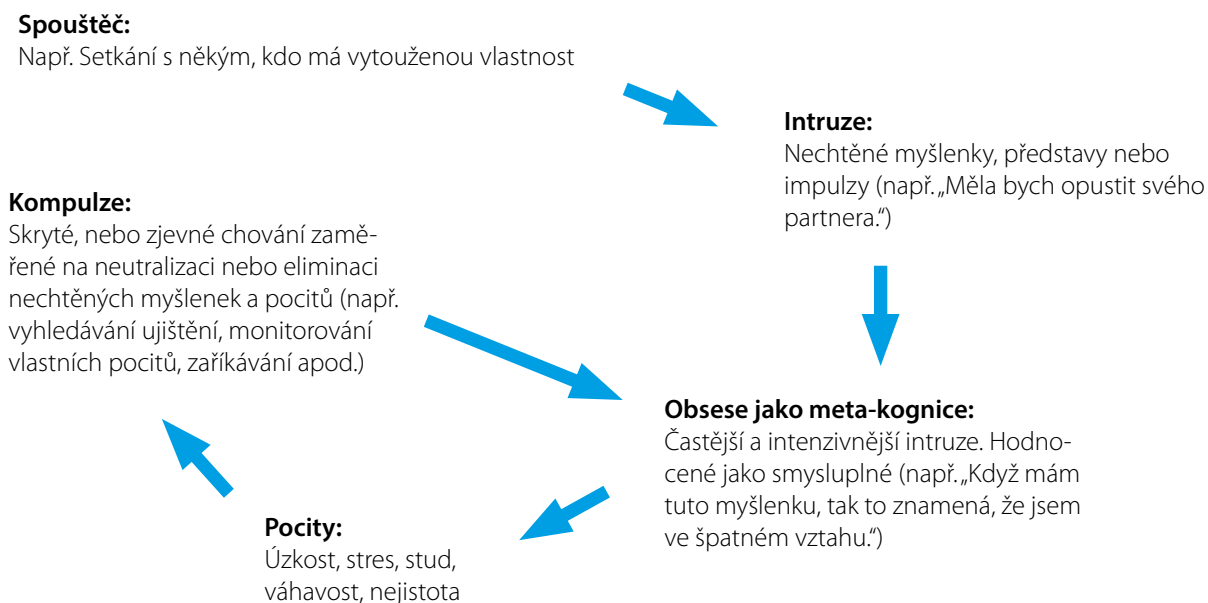 Spouštěč:
Např. Setkání s někým, kdo má vytouženou vlastnost
Intruze:
Nechtěné myšlenky, představy nebo
impulzy (např. „Měla bych opustit svého
partnera.“)
Kompulze:
Skryté, nebo zjevné chování zamě-
řené na neutralizaci nebo eliminaci
nechtěných myšlenek a pocitů (např.
vyhledávání ujištění, monitorování
vlastních pocitů, zaříkávání apod.)
Obsese jako meta-kognice:
Častější a intenzivnější intruze. Hodno-
cené jako smysluplné (např. „Když mám
tuto myšlenku, tak to znamená, že jsem
ve špatném vztahu.“)
Pocity:
Úzkost, stres, stud,
váhavost, nejistota